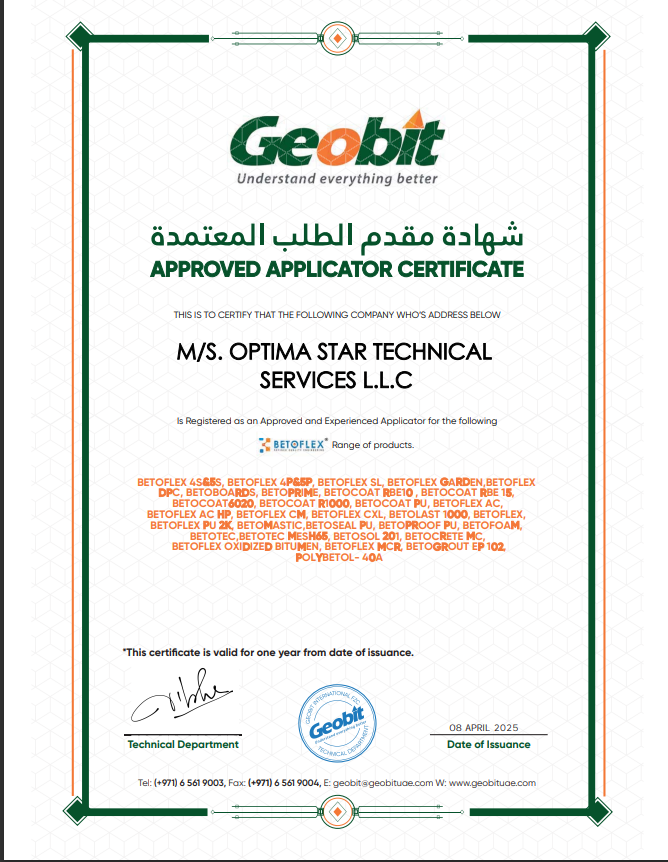 Geobit
Understand everything better
شهادة مقدم الطلب المعتمدة
APPROVED APPLICATOR CERTIFICATE
THIS IS TO CERTIFY THAT THE FOLLOWING COMPANY WHO'S ADDRESS BELOW
M/S. OPTIMA STAR TECHNICAL
SERVICES L.L.C
Is Registered as an Approved and Experienced Applicator for the following
BETOFLEX® Range of products.
BETOFLEX 4S&5S, BETOFLEX 4P&5P, BETOFLEX SL, BETOFLEX GARDEN,BETOFLEX
DPC, BETOBOARDS, BETOPRIME, BETOCOAT RBE10 , BETOCOAT RBE 15,
BETOCOAT6020, BETOCOAT R1000, BETOCOAT PU, BETOFLEX AC,
BETOFLEX AC HP, BETOFLEX CM, BETOFLEX CXL, BETOLAST 1000, BETOFLEX,
BETOFLEX PU 2K, BETOMASTIC,BETOSEAL PU, BETOPROOF PU, BETOFOAM,
BETOTEC,BETOTEC MESH65, BETOSOL 201, BETOCRETE MC,
BETOFLEX OXIDIZED BITUMEN, BETOFLEX MCR, BETOGROUT EP 102,
POLYBETOL- 40A
*This certificate is valid for one year from date of issuance.
GEOBIT INTERNATIONAL FZC
Geobit
Understand everything better
TECHNICAL DEPARTMENT
08 APRIL 2025
Technical Department
Date of Issuance
Tel: (+971) 6 561 9003, Fax: (+971) 6 561 9004, E: geobit@geobituae.com W: www.geobituae.com